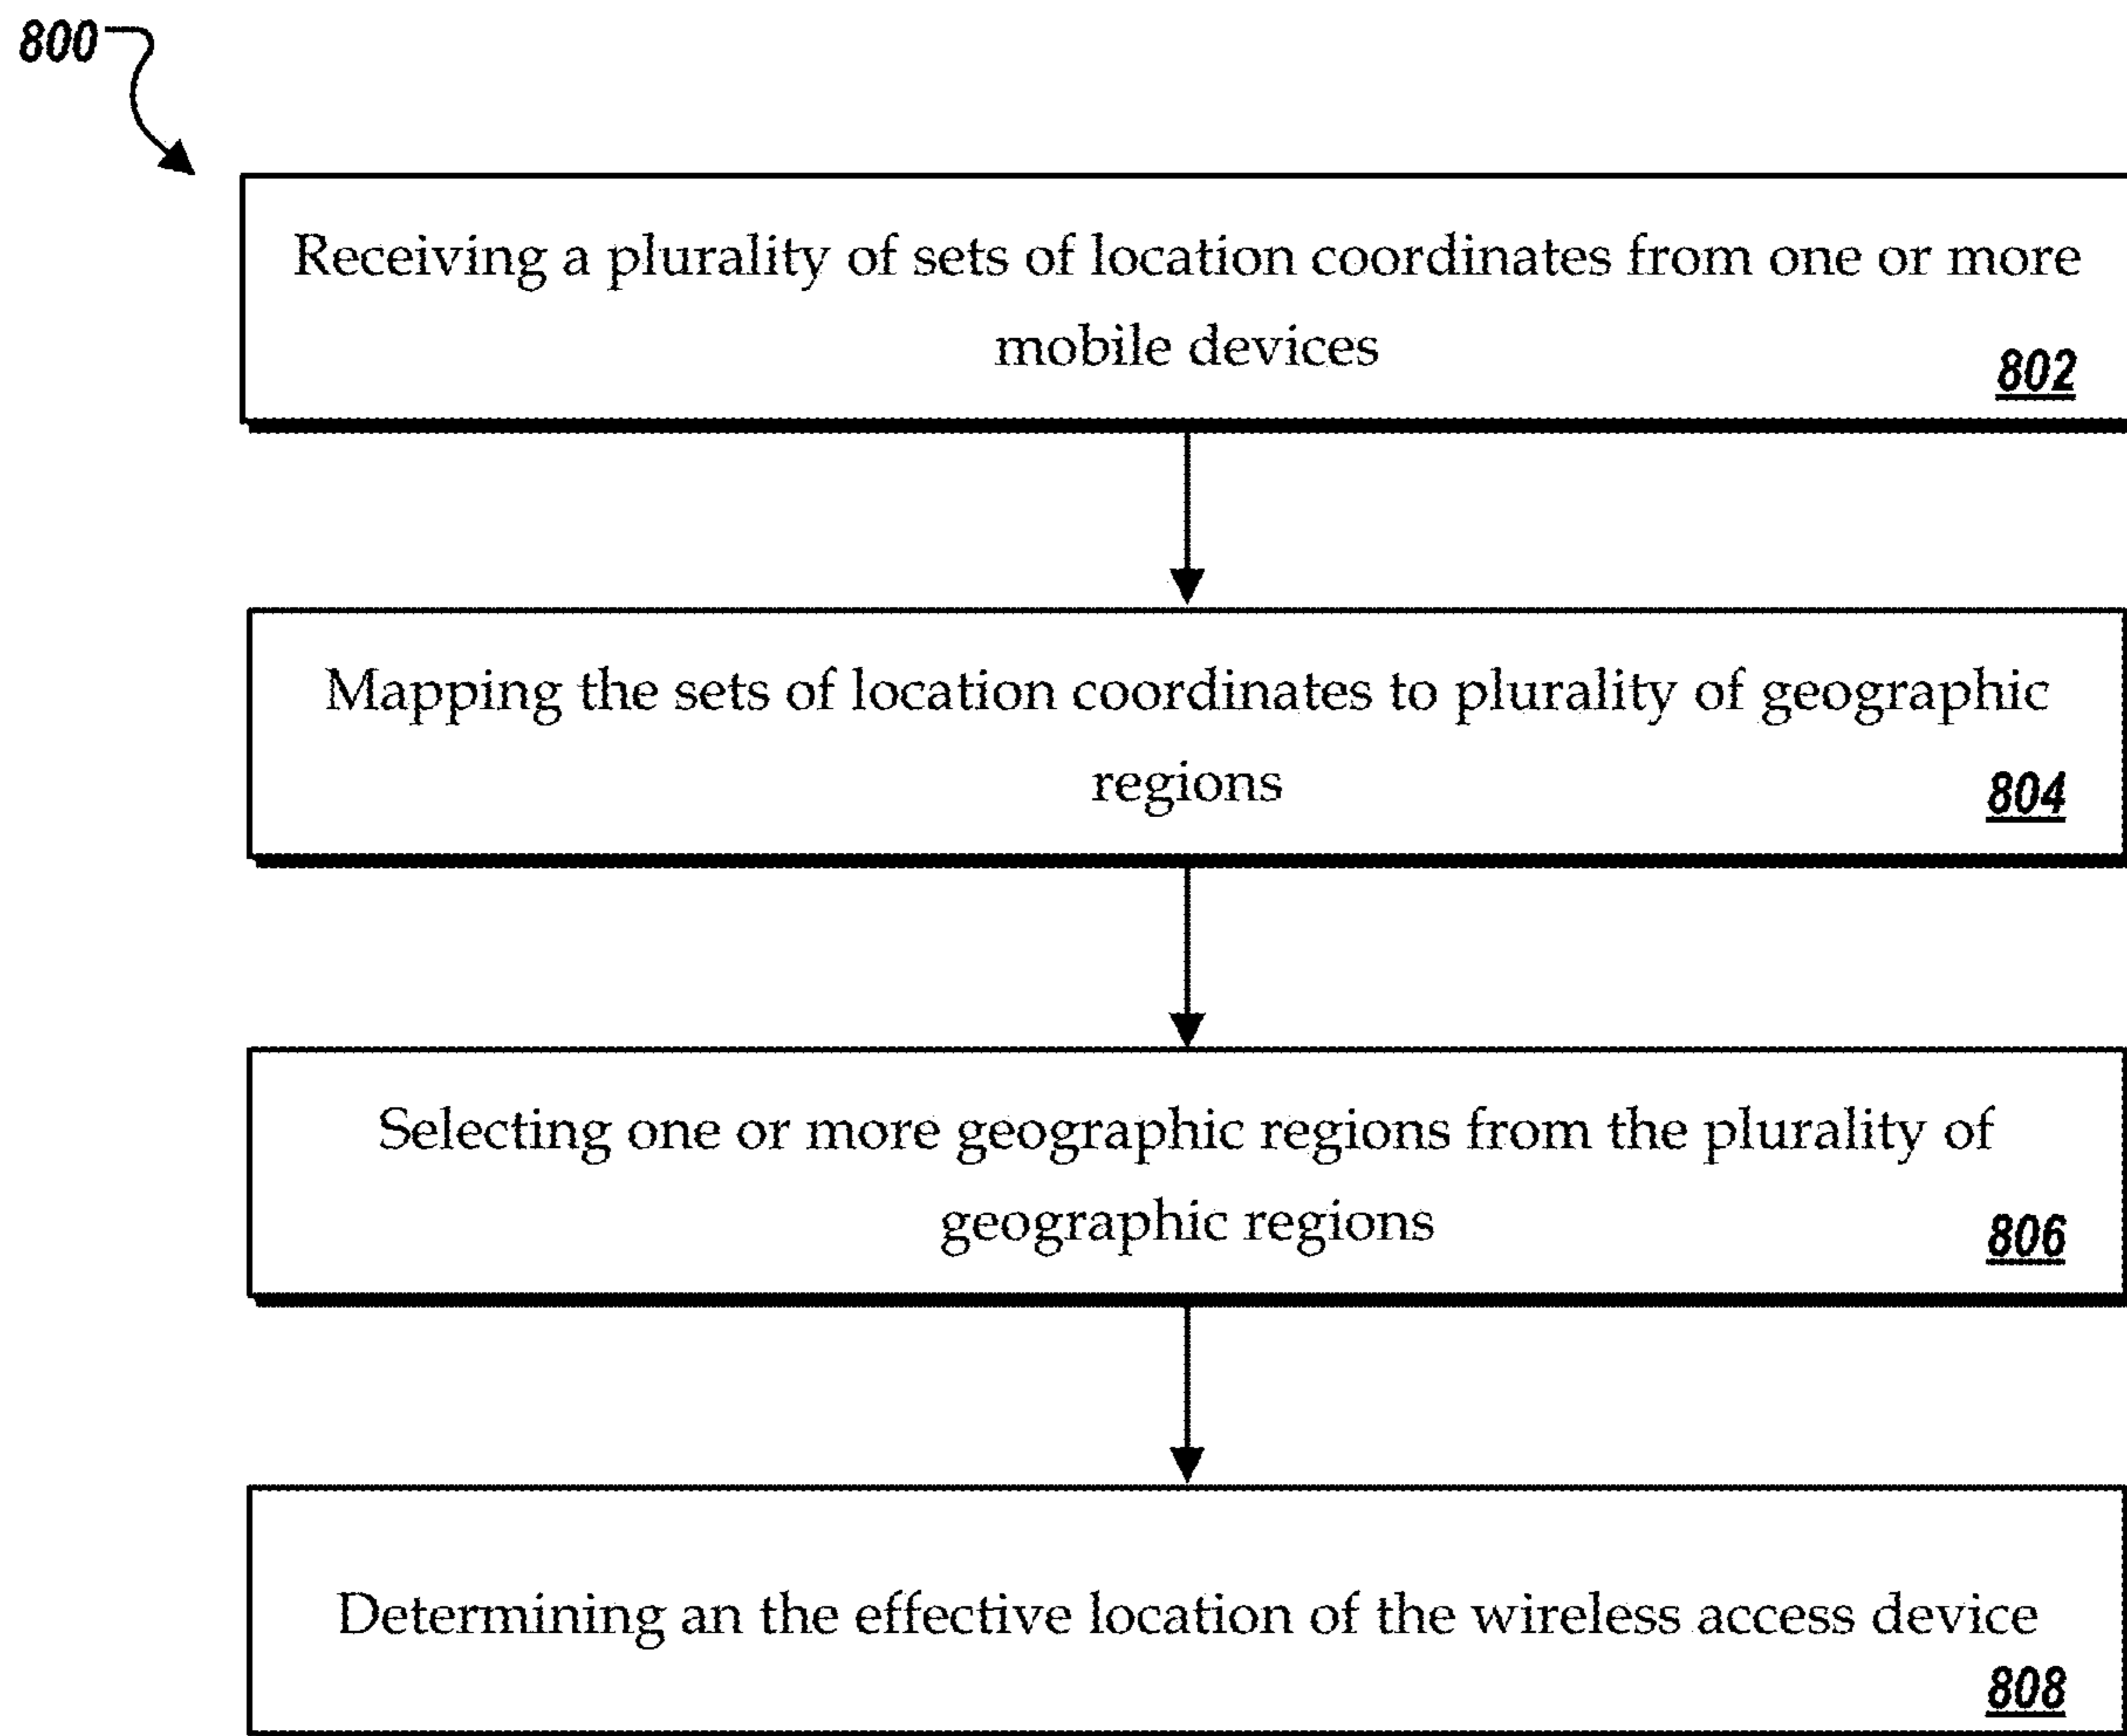 800
Receiving a plurality of sets of location coordinates from one or more
mobile devices
802
Mapping the sets of location coordinates to plurality of geographic
regions
804
Selecting one or more geographic regions from the plurality of
geographic regions
806
Determining an the effective location of the wireless access device
808